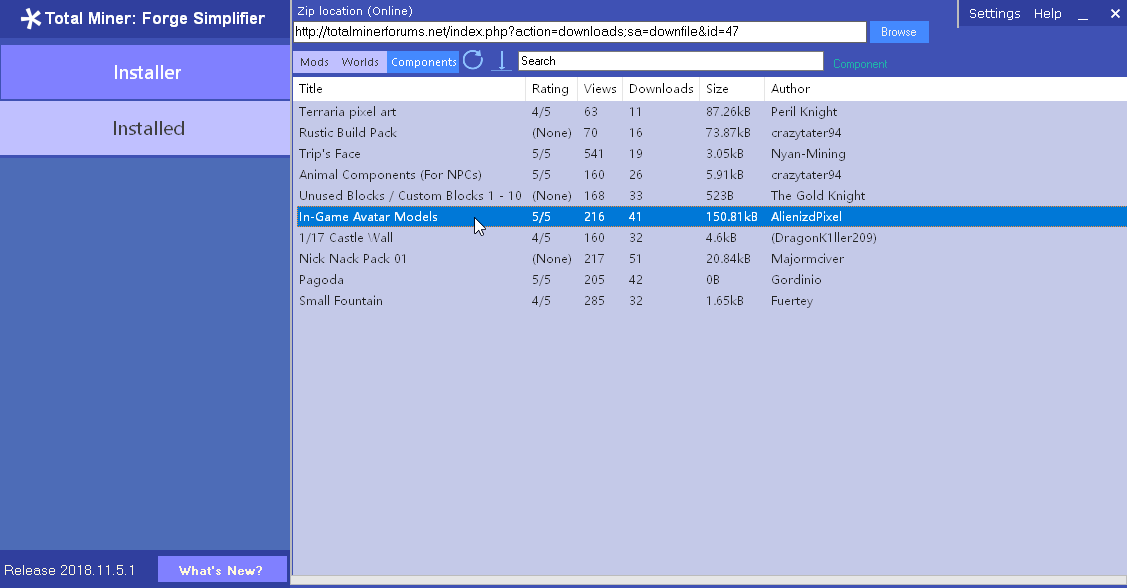 Total Miner: Forge Simplifier
Installer
Installed
Release 2018.11.5.1
What's New?
Zip location (Online)
Settings Help _ ✕
http://totalminerforums.net/index.php?action=downloads;sa=downfile&id=47 Browse
Mods Worlds Components Search Component
Title Rating Views Downloads Size Author
Terraria pixel art 4/5 63 11 87.26kB Peril Knight
Rustic Build Pack (None) 70 16 73.87kB crazytater94
Trip's Face 5/5 541 19 3.05kB Nyan-Mining
Animal Components (For NPCs) 5/5 160 26 5.91kB crazytater94
Unused Blocks / Custom Blocks 1 - 10 (None) 168 33 523B The Gold Knight
In-Game Avatar Models 5/5 216 41 150.81kB AlienizdPixel
1/17 Castle Wall 4/5 160 32 4.6kB (DragonK1ller209)
Nick Nack Pack 01 (None) 217 51 20.84kB Majormciver
Pagoda 5/5 205 42 0B Gordinio
Small Fountain 4/5 285 32 1.65kB Fuertey